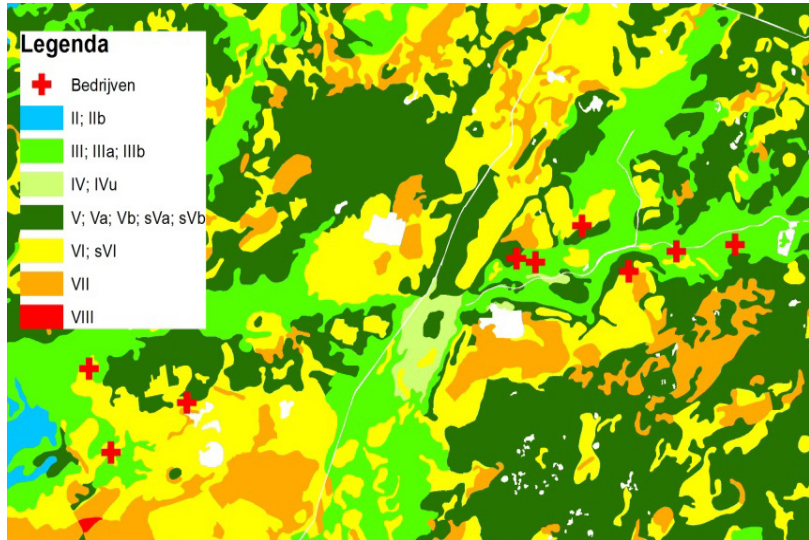 Legenda
Bedrijven
II; IIb
III; IIIa; IIIb
IV; IVu
V; Va; Vb; sVa; sVb
VI; sVI
VII
VIII